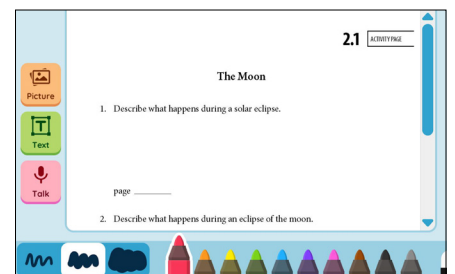 2.1 ACTIVITY PAGE
The Moon
Picture
1. Describe what happens during a solar eclipse.
Text
Talk
page ________
2. Describe what happens during an eclipse of the moon.